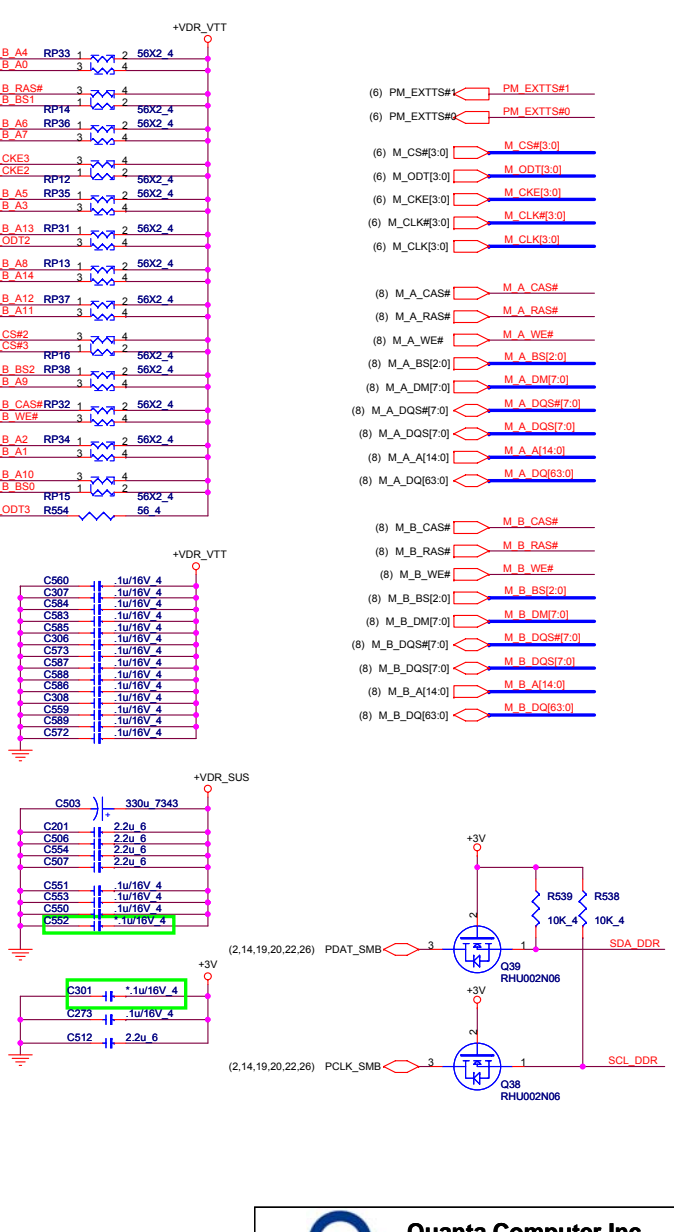 +VDR_VTT
B_A4 RP33 1 2 56X2_4
B_A0 3 4
B_RAS# 3 4
B_BS1 1 2
RP14 56X2_4
B_A6 RP36 1 2 56X2_4
B_A7 3 4
CKE3 3 4
CKE2 1 2
RP12 56X2_4
B_A5 RP35 1 2 56X2_4
B_A3 3 4
B_A13 RP31 1 2 56X2_4
ODT2 3 4
B_A8 RP13 1 2 56X2_4
B_A14 3 4
B_A12 RP37 1 2 56X2_4
B_A11 3 4
CS#2 3 4
CS#3 1 2
RP16 56X2_4
B_BS2 RP38 1 2 56X2_4
B_A9 3 4
B_CAS# RP32 1 2 56X2_4
B_WE# 3 4
B_A2 RP34 1 2 56X2_4
B_A1 3 4
B_A10 3 4
B_BS0 1 2
RP15 56X2_4
ODT3 R554 56_4
+VDR_VTT
C560 .1u/16V_4
C307 .1u/16V_4
C584 .1u/16V_4
C583 .1u/16V_4
C585 .1u/16V_4
C306 .1u/16V_4
C573 .1u/16V_4
C587 .1u/16V_4
C588 .1u/16V_4
C586 .1u/16V_4
C308 .1u/16V_4
C559 .1u/16V_4
C589 .1u/16V_4
C572 .1u/16V_4
+VDR_SUS
C503 + 330u_7343
C201 2.2u_6
C506 2.2u_6
C554 2.2u_6
C507 2.2u_6
C551 .1u/16V_4
C553 .1u/16V_4
C550 .1u/16V_4
C552 *.1u/16V_4
+3V
C301 *.1u/16V_4
C273 .1u/16V_4
C512 2.2u_6
(6) PM_EXTTS#1 PM_EXTTS#1
(6) PM_EXTTS#0 PM_EXTTS#0
(6) M_CS#[3:0] M_CS#[3:0]
(6) M_ODT[3:0] M_ODT[3:0]
(6) M_CKE[3:0] M_CKE[3:0]
(6) M_CLK#[3:0] M_CLK#[3:0]
(6) M_CLK[3:0] M_CLK[3:0]
(8) M_A_CAS# M_A_CAS#
(8) M_A_RAS# M_A_RAS#
(8) M_A_WE# M_A_WE#
(8) M_A_BS[2:0] M_A_BS[2:0]
(8) M_A_DM[7:0] M_A_DM[7:0]
(8) M_A_DQS#[7:0] M_A_DQS#[7:0]
(8) M_A_DQS[7:0] M_A_DQS[7:0]
(8) M_A_A[14:0] M_A_A[14:0]
(8) M_A_DQ[63:0] M_A_DQ[63:0]
(8) M_B_CAS# M_B_CAS#
(8) M_B_RAS# M_B_RAS#
(8) M_B_WE# M_B_WE#
(8) M_B_BS[2:0] M_B_BS[2:0]
(8) M_B_DM[7:0] M_B_DM[7:0]
(8) M_B_DQS#[7:0] M_B_DQS#[7:0]
(8) M_B_DQS[7:0] M_B_DQS[7:0]
(8) M_B_A[14:0] M_B_A[14:0]
(8) M_B_DQ[63:0] M_B_DQ[63:0]
+3V
R539 R538
10K_4 10K_4
2
(2,14,19,20,22,26) PDAT_SMB 3 1 SDA_DDR
Q39
RHU002N06
+3V
2
(2,14,19,20,22,26) PCLK_SMB 3 1 SCL_DDR
Q38
RHU002N06
Quanta Computer Inc